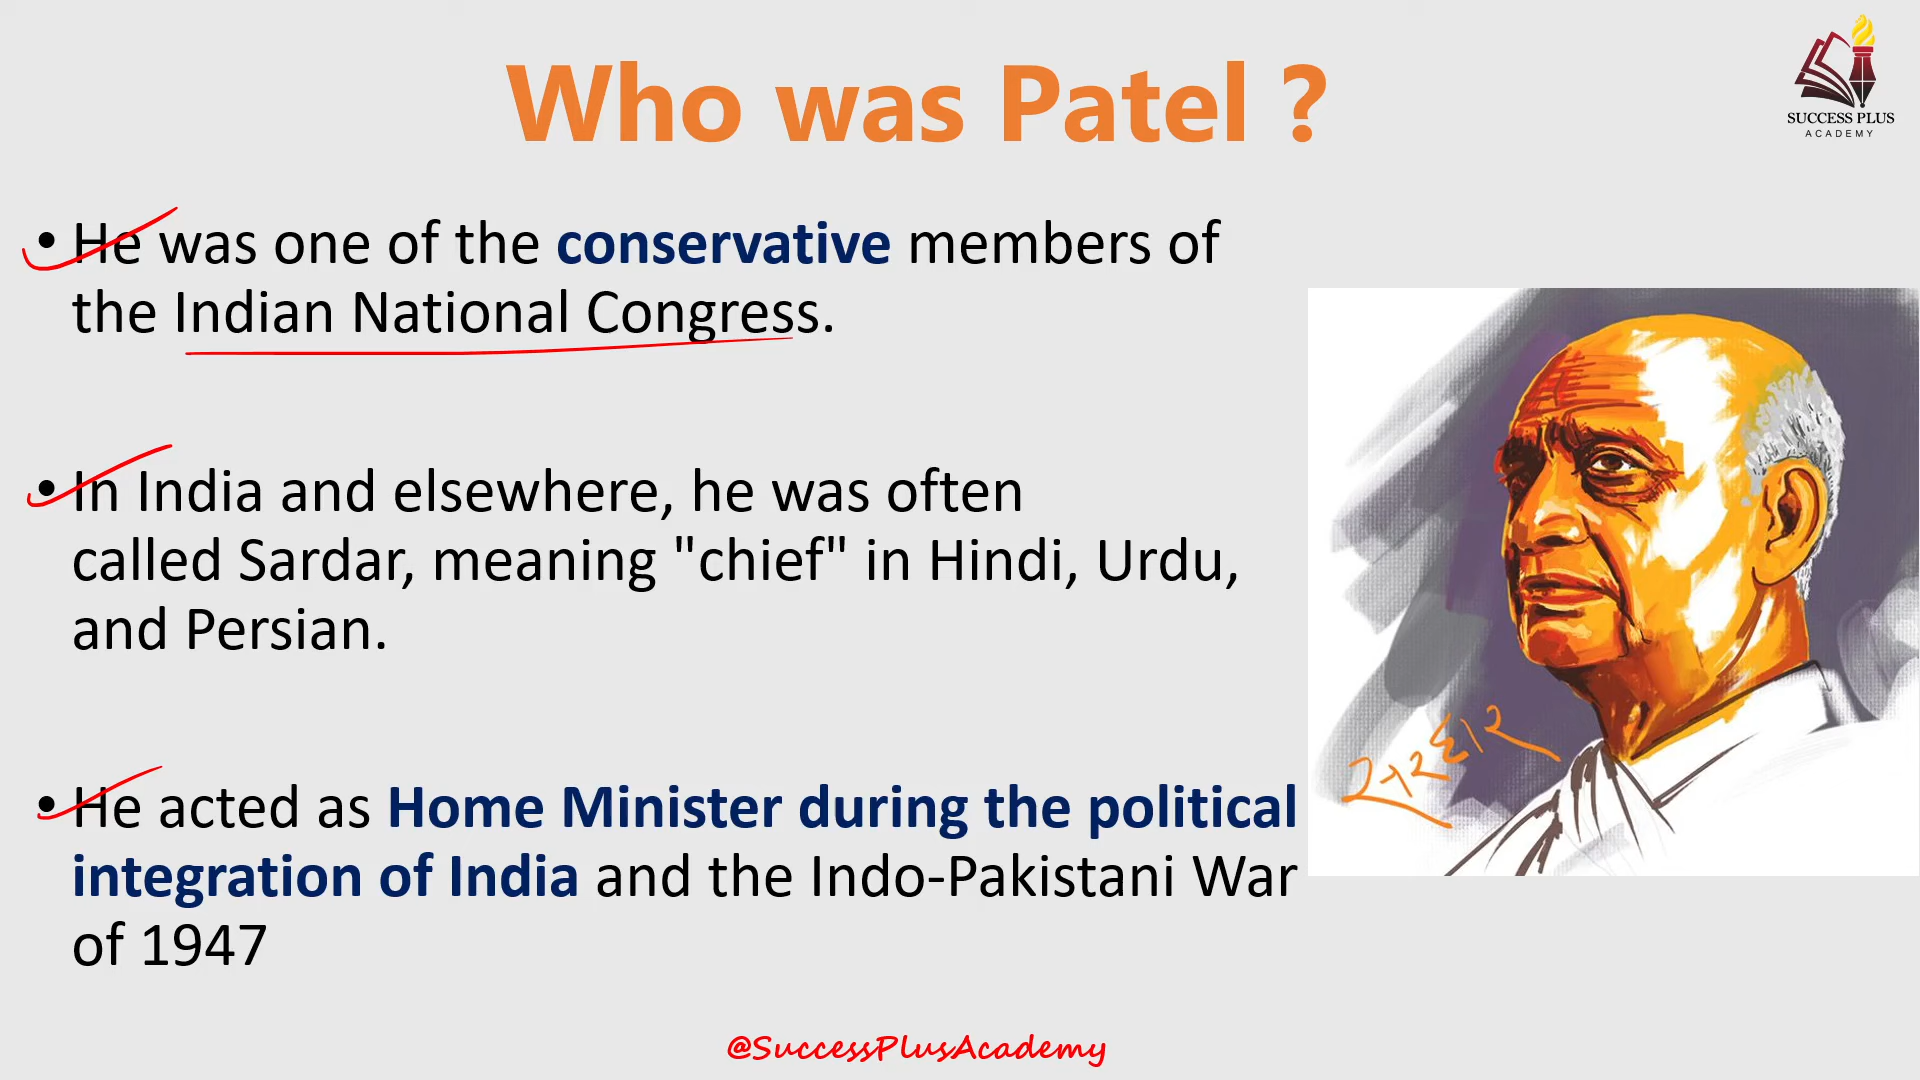 Who was Patel ?
SUCCESS PLUS
ACADEMY
• He was one of the conservative members of
the Indian National Congress.
• In India and elsewhere, he was often
called Sardar, meaning "chief" in Hindi, Urdu,
and Persian.
• He acted as Home Minister during the political
integration of India and the Indo-Pakistani War
of 1947
સરદાર
@SuccessPlusAcademy